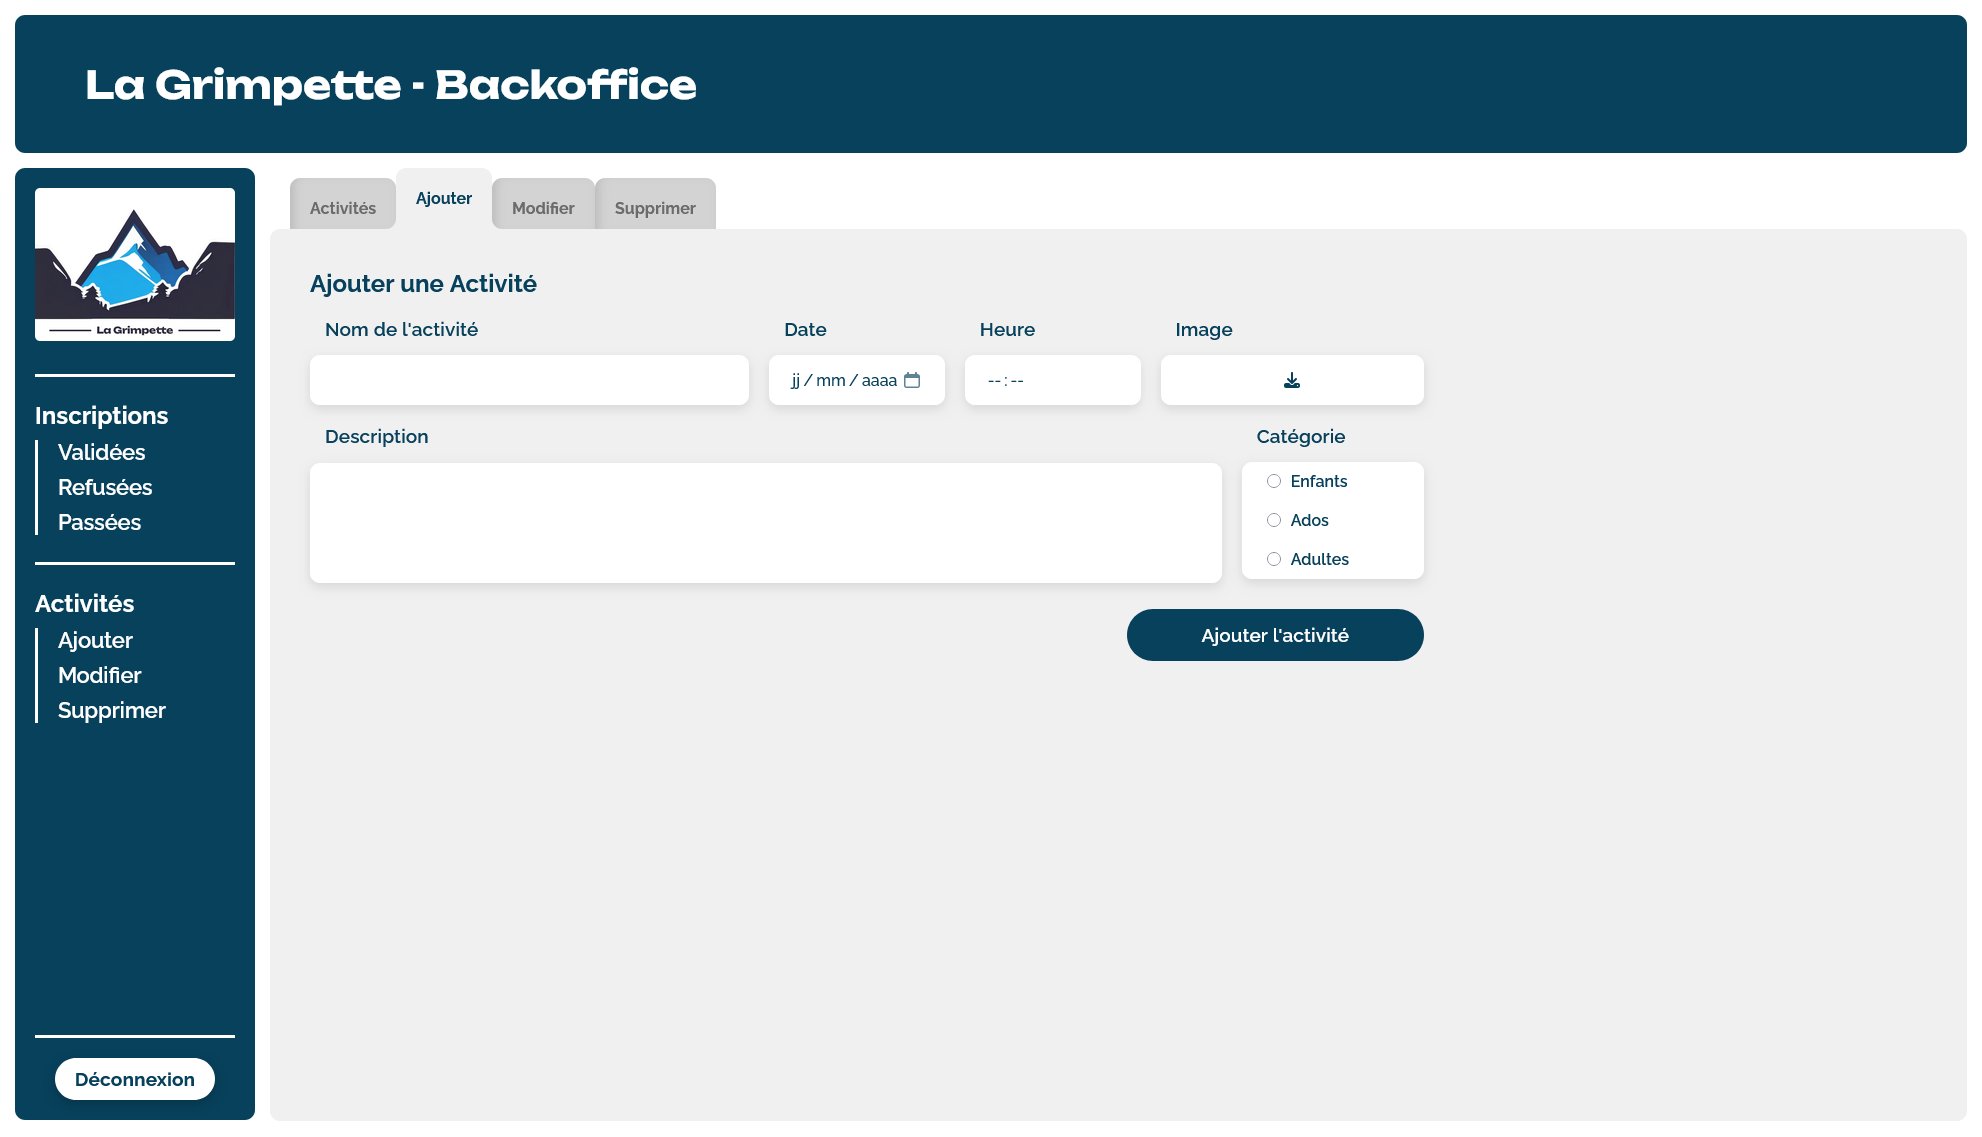 La Grimpette - Backoffice
La Grimpette
Inscriptions
Validées
Refusées
Passées
Activités
Ajouter
Modifier
Supprimer
Déconnexion
Activités Ajouter Modifier Supprimer
Ajouter une Activité
Nom de l'activité Date Heure Image
jj / mm / aaaa -- : --
Description Catégorie
Enfants
Ados
Adultes
Ajouter l'activité